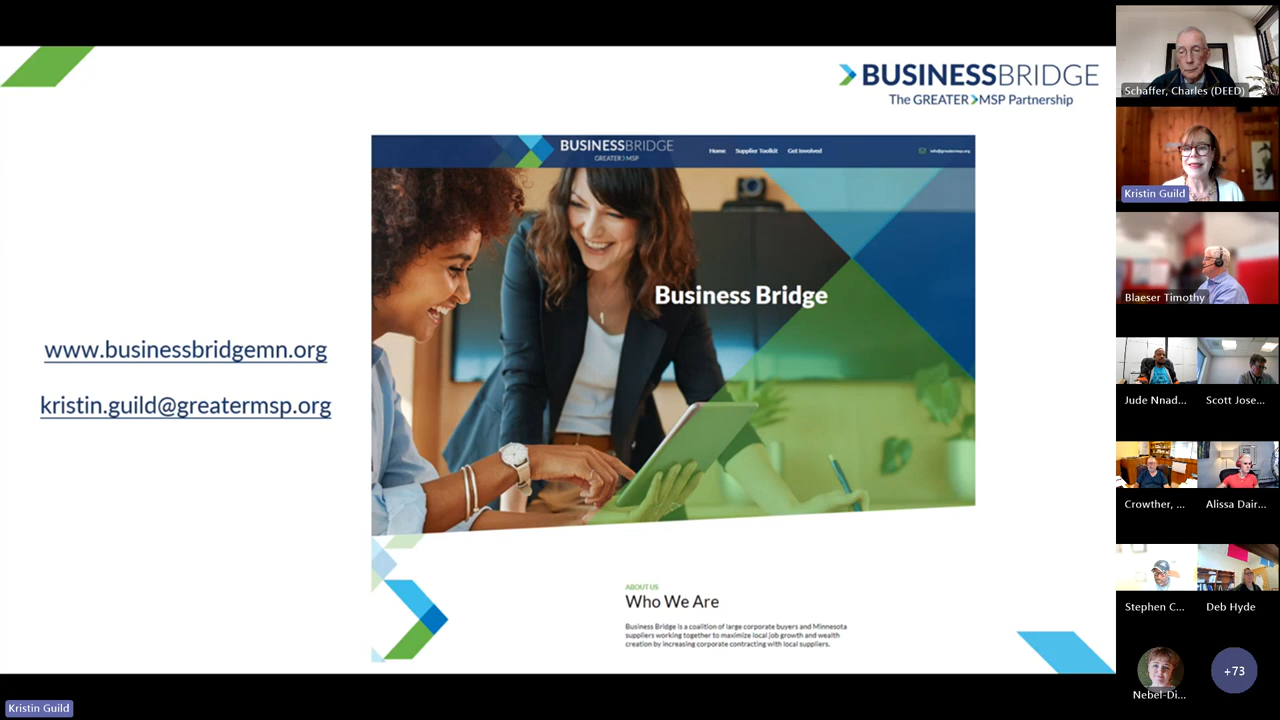 BUSINESSBRIDGE
The GREATER MSP Partnership
BUSINESSBRIDGE
GREATER MSP
Home Supplier Toolkit Get Involved
info@greatermsp.org
Business Bridge
www.businessbridgemn.org
kristin.guild@greatermsp.org
ABOUT US
Who We Are
Business Bridge is a coalition of large corporate buyers and Minnesota
suppliers working together to maximize local job growth and wealth
creation by increasing corporate contracting with local suppliers.
Kristin Guild
Schaffer, Charles (DEED)
Kristin Guild
Blaeser Timothy
Jude Nnad...
Scott Jose...
Crowther, ...
Alissa Dair...
Stephen C...
Deb Hyde
Nebel-Di...
+73